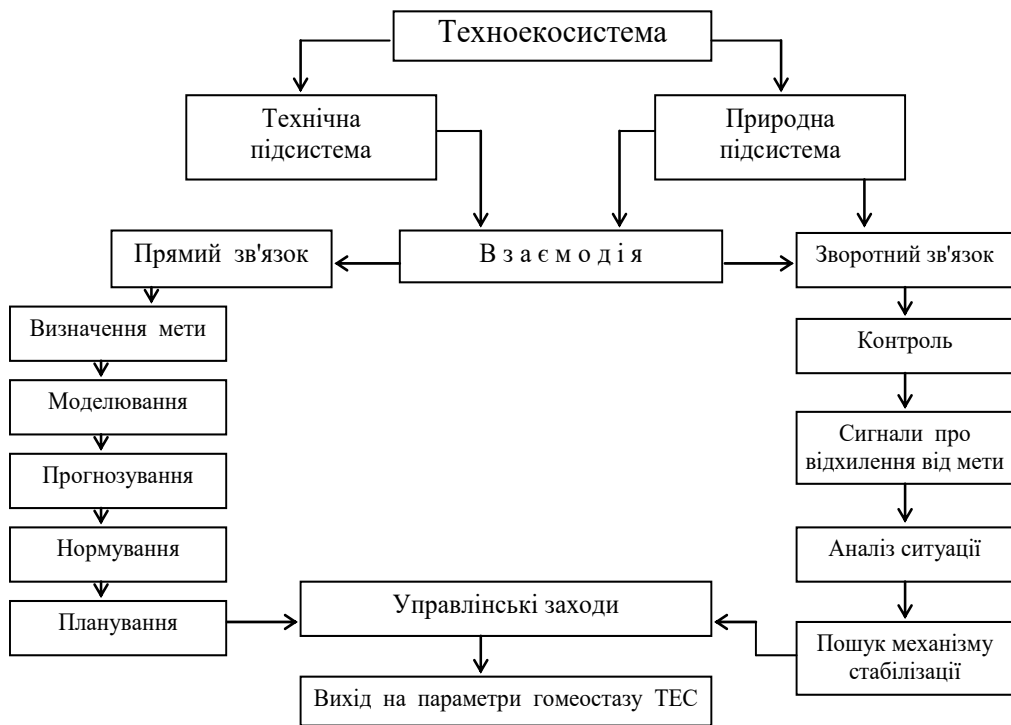 Техноекосистема
Технічна
підсистема
Природна
підсистема
Прямий зв'язок
В з а є м о д і я
Зворотний зв'язок
Визначення мети
Моделювання
Прогнозування
Нормування
Планування
Контроль
Сигнали про
відхилення від мети
Аналіз ситуації
Пошук механізму
стабілізації
Управлінські заходи
Вихід на параметри гомеостазу ТЕС